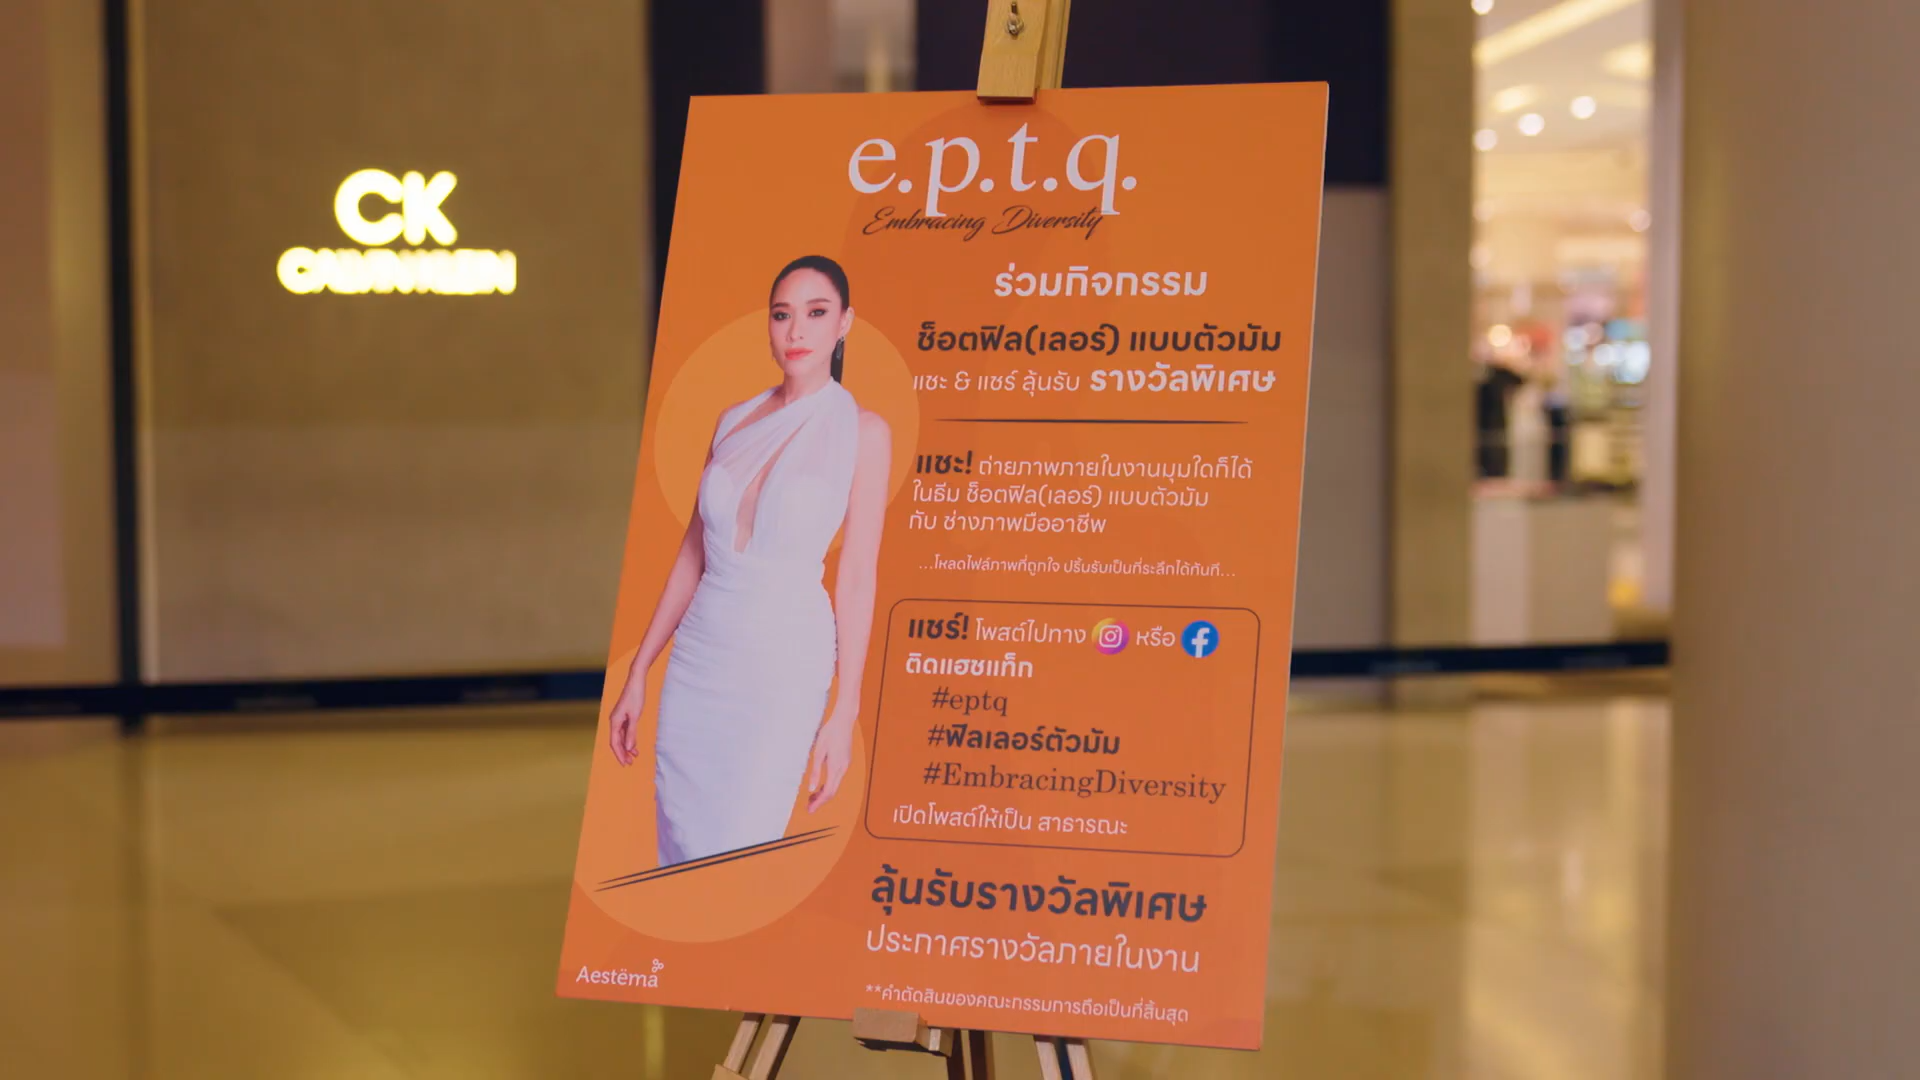 CK
CALVIN KLEIN
e.p.t.q.
Embracing Diversity
ร่วมกิจกรรม
ช็อตฟิล(เลอร์) แบบตัวมัม
แชะ & แชร์ ลุ้นรับ รางวัลพิเศษ
แชะ! ถ่ายภาพภายในงานมุมใดก็ได้
ในธีม ช็อตฟิล(เลอร์) แบบตัวมัม
กับ ช่างภาพมืออาชีพ
...โหลดไฟล์ภาพที่ถูกใจ ปริ้นรับเป็นที่ระลึกได้ทันที...
แชร์! โพสต์ไปทาง หรือ
ติดแฮชแท็ก
#eptq
#ฟิลเลอร์ตัวมัม
#EmbracingDiversity
เปิดโพสต์ให้เป็น สาธารณะ
ลุ้นรับรางวัลพิเศษ
ประกาศรางวัลภายในงาน
**คำตัดสินของคณะกรรมการถือเป็นที่สิ้นสุด
Aestëma